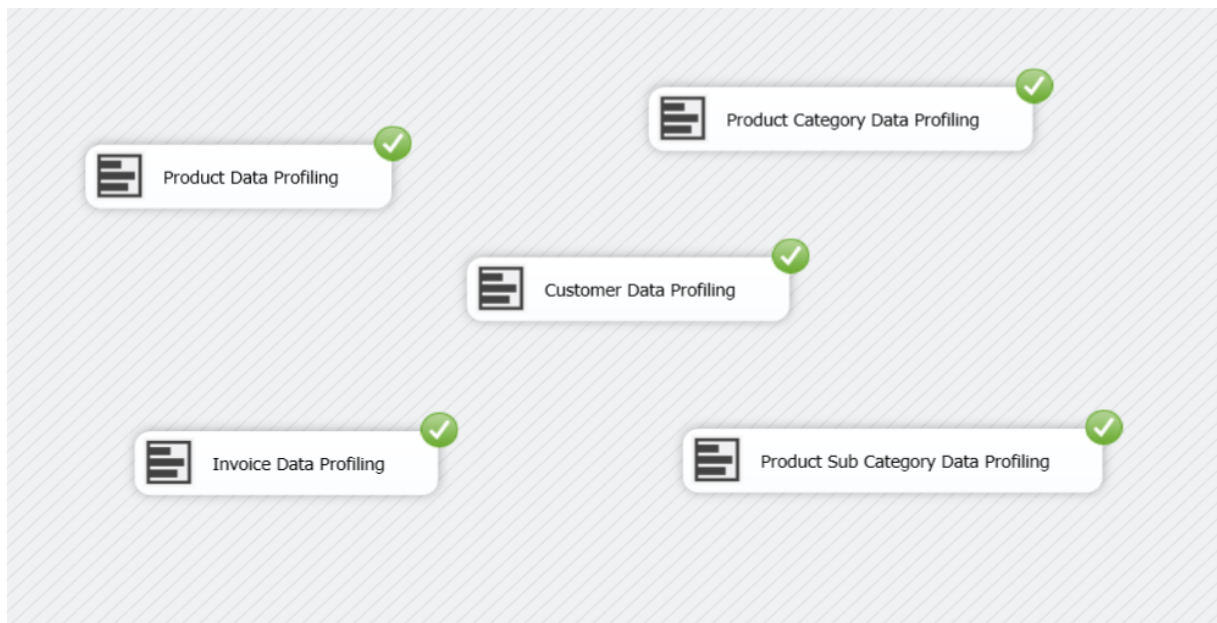 Product Category Data Profiling
Product Data Profiling
Customer Data Profiling
Invoice Data Profiling
Product Sub Category Data Profiling